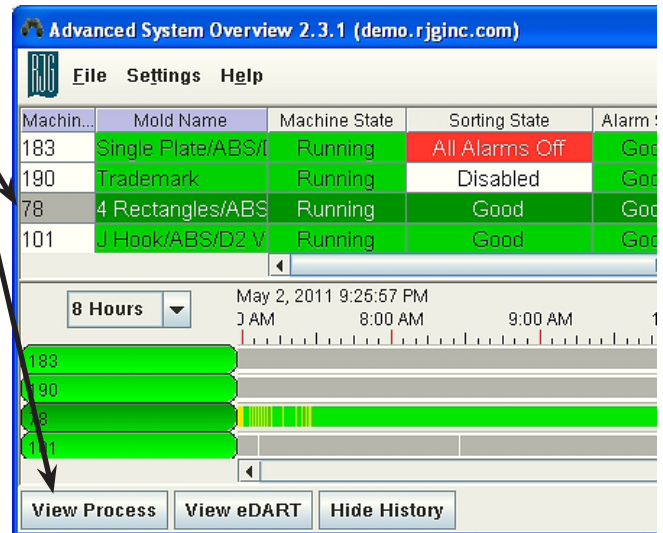 Advanced System Overview 2.3.1 (demo.rjginc.com)
RJG File Settings Help
Machin... Mold Name Machine State Sorting State Alarm
183 Single Plate/ABS/ Running All Alarms Off Goo
190 Trademark Running Disabled Goo
78 4 Rectangles/ABS Running Good Goo
101 J Hook/ABS/D2 V Running Good Goo
8 Hours
May 2, 2011 9:25:57 PM
AM 8:00 AM 9:00 AM 1
183
190
78
101
View Process View eDART Hide History